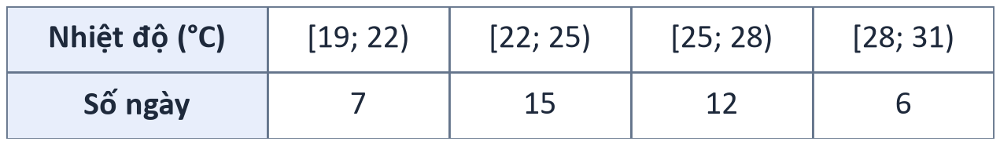 Nhiệt độ (°C) [19; 22) [22; 25) [25; 28) [28; 31)
Số ngày 7 15 12 6